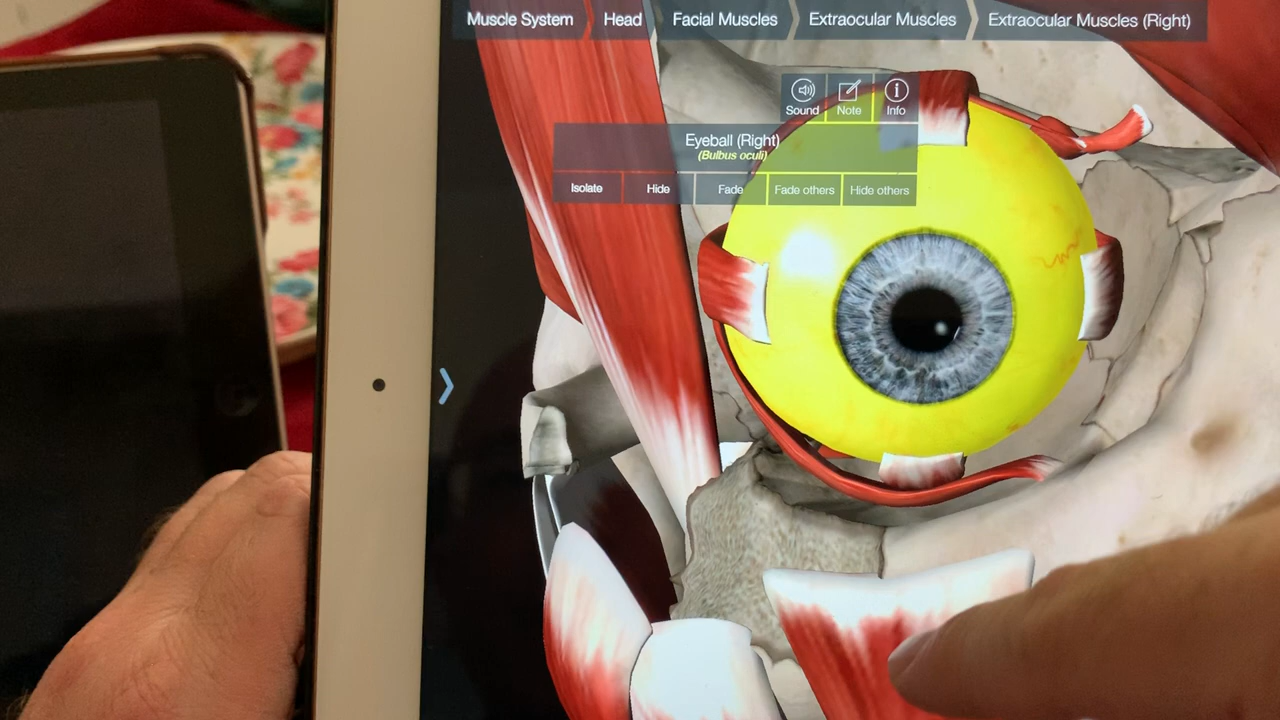 Muscle System Head Facial Muscles Extraocular Muscles Extraocular Muscles (Right)
Sound Note Info
Eyeball (Right)
(Bulbus oculi)
Isolate Hide Fade Fade others Hide others